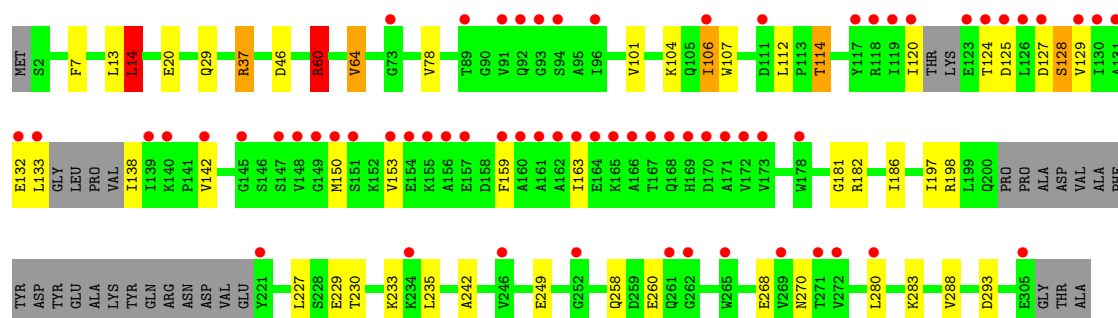 MET S2 F7 L13 L14 E20 Q29 R37 D46 R60 V64 G73 V78 T89 G90 V91 Q92 G93 S94 A95 I96 V101 K104 Q105 I106 W107 D111 L112 P113 T114 Y117 R118 I119 I120 THR LYS E123 T124 D125 L126 D127 S128 V129 I130 A131
E132 L133 GLY LEU PRO VAL I138 I139 K140 P141 V142 G145 S146 S147 V148 G149 M150 S151 K152 V153 E154 K155 A156 E157 D158 F159 A160 A161 A162 I163 E164 K165 A166 T167 Q168 H169 D170 A171 V172 V173 W178 G181 R182 I186 I197 R198 L199 Q200 PRO PRO ALA ASP VAL ALA PHE
TYR ASP TYR GLU ALA LYS TYR GLN ARG ASN ASP VAL GLU Y221 L227 S228 E229 T230 K233 K234 L235 A242 V246 E249 G252 Q258 D259 E260 Q261 G262 W265 E268 V269 N270 T271 V272 L280 K283 V288 D293 E305 GLY THR ALA